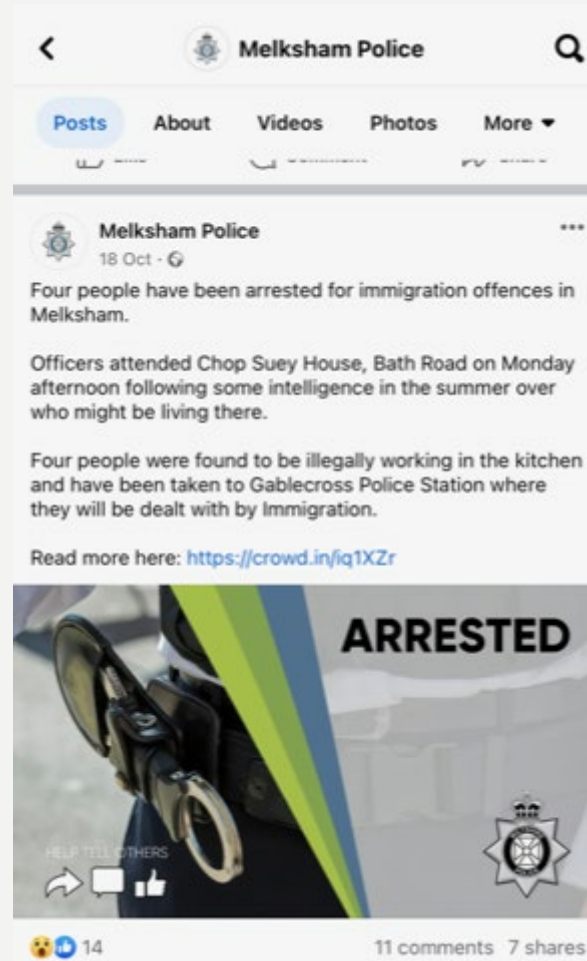 Melksham Police
Posts About Videos Photos More
Melksham Police
18 Oct
Four people have been arrested for immigration offences in
Melksham.
Officers attended Chop Suey House, Bath Road on Monday
afternoon following some intelligence in the summer over
who might be living there.
Four people were found to be illegally working in the kitchen
and have been taken to Gablecross Police Station where
they will be dealt with by Immigration.
Read more here: https://crowd.in/iq1XZr
ARRESTED
HELP TELL OTHERS
14 11 comments 7 shares